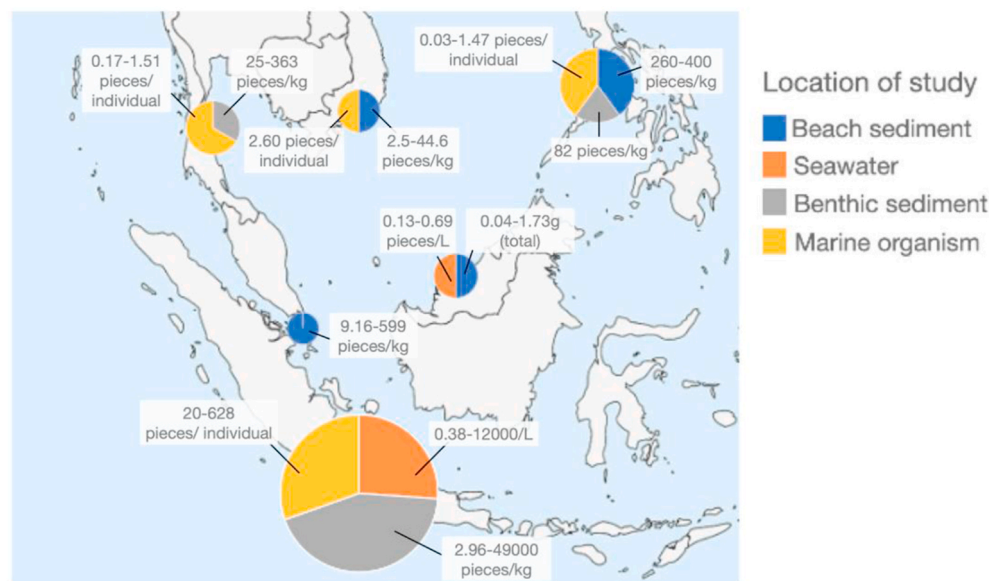 0.17-1.51
pieces/
individual
25-363
pieces/kg
2.60 pieces/
individual
2.5-44.6
pieces/kg
0.03-1.47 pieces/
individual
260-400
pieces/kg
82 pieces/kg
0.13-0.69
pieces/L
0.04-1.73g
(total)
9.16-599
pieces/kg
20-628
pieces/ individual
0.38-12000/L
2.96-49000
pieces/kg
Location of study
Beach sediment
Seawater
Benthic sediment
Marine organism